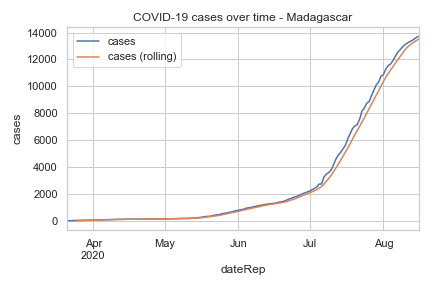 COVID-19 cases over time - Madagascar
cases
cases (rolling)
14000
12000
10000
8000
6000
4000
2000
0
cases
Apr
2020
May
Jun
Jul
Aug
dateRep